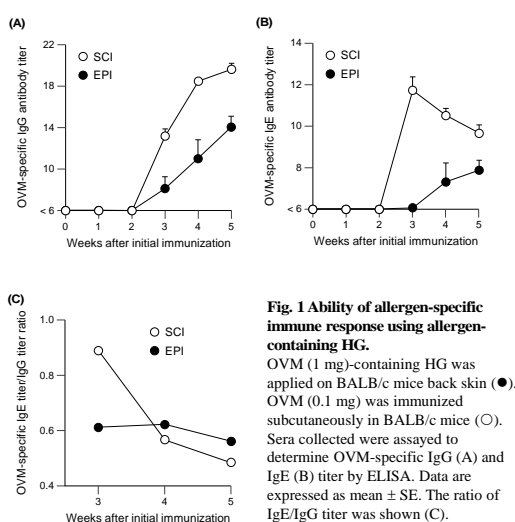 (A)
22
18
14
10
< 6
OVM-specific IgG antibody titer
SCI
EPI
0 1 2 3 4 5
Weeks after initial immunization
(B)
14
12
10
8
< 6
OVM-specific IgE antibody titer
SCI
EPI
0 1 2 3 4 5
Weeks after initial immunization
(C)
1.0
0.8
0.6
0.4
OVM-specific IgE titer/IgG titer ratio
SCI
EPI
3 4 5
Weeks after initial immunization
Fig. 1 Ability of allergen-specific
immune response using allergen-
containing HG.
OVM (1 mg)-containing HG was
applied on BALB/c mice back skin (●).
OVM (0.1 mg) was immunized
subcutaneously in BALB/c mice (○).
Sera collected were assayed to
determine OVM-specific IgG (A) and
IgE (B) titer by ELISA. Data are
expressed as mean ± SE. The ratio of
IgE/IgG titer was shown (C).